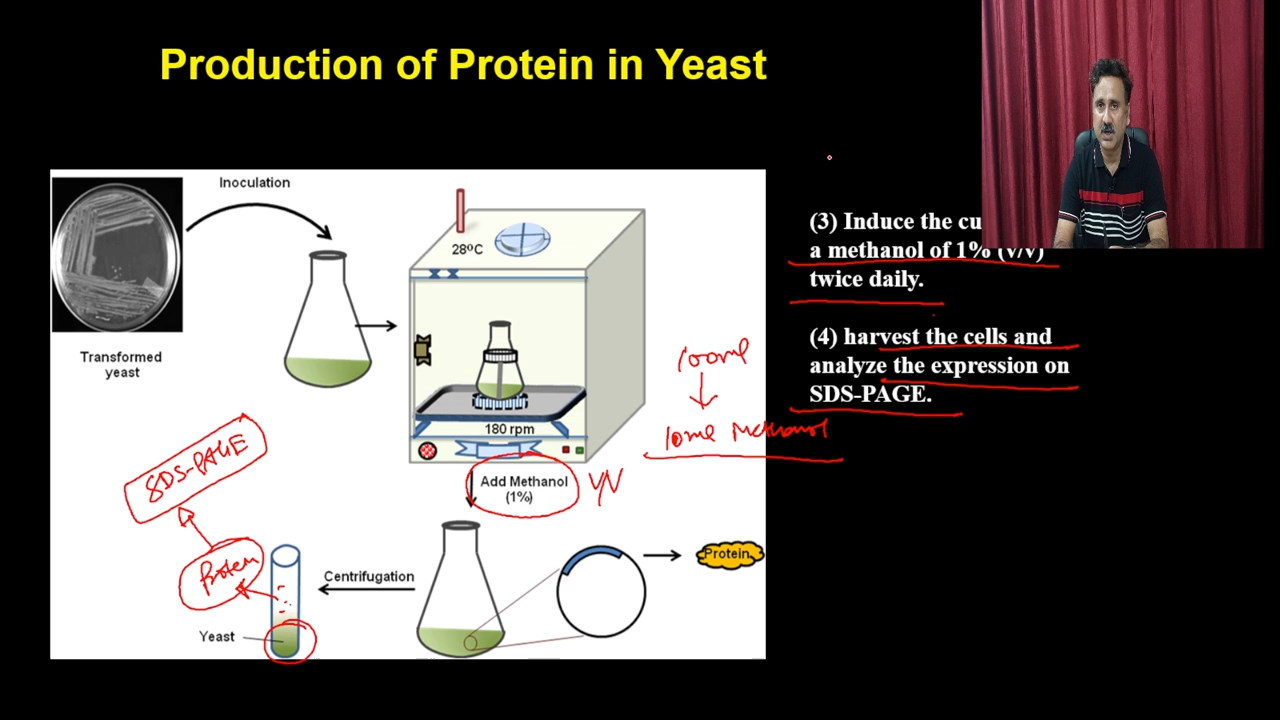 Production of Protein in Yeast
Inoculation
28⁰C
Transformed
yeast
180 rpm
Add Methanol
(1%)
V/V
Centrifugation
Yeast
Protein
Protein
SDS-PAGE
100ml
10ml Methanol
(3) Induce the
a methanol of 1% (v/v)
twice daily.
(4) harvest the cells and
analyze the expression on
SDS-PAGE.